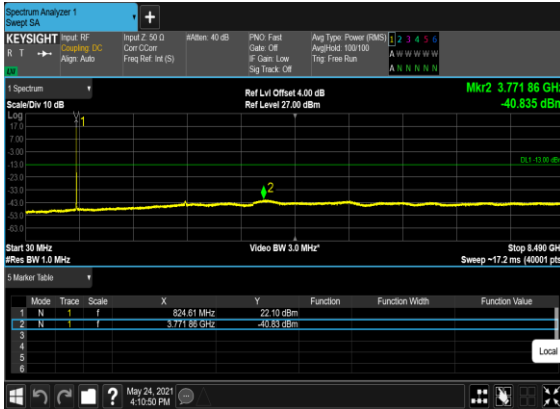 Spectrum Analyzer 1
Swept SA
+
KEYSIGHT Input: RF Input Z: 50 Ω #Atten: 40 dB PNO: Fast Avg Type: Power (RMS) 1 2 3 4 5 6
R T Coupling: DC Corr CCorr Gate: Off Avg|Hold: 100/100 A W W W W W
Align: Auto Freq Ref: Int (S) IF Gain: Low Trig: Free Run
Sig Track: Off A N N N N N
1 Spectrum Ref Lvl Offset 4.00 dB Mkr2 3.771 86 GHz
Scale/Div 10 dB Ref Level 27.00 dBm -40.835 dBm
Log
17.0
7.00
-3.00
-13.0
-23.0
-33.0
-43.0
-53.0
-63.0
1
DL1 -13.00 dBm
2
Start 30 MHz Video BW 3.0 MHz* Stop 8.490 GHz
#Res BW 1.0 MHz Sweep ~17.2 ms (40001 pts)
5 Marker Table
Mode Trace Scale X Y Function Function Width Function Value
1 N 1 f 824.61 MHz 22.10 dBm
2 N 1 f 3.771 86 GHz -40.83 dBm
3
4
5
6
Local
? May 24, 2021
4:10:50 PM